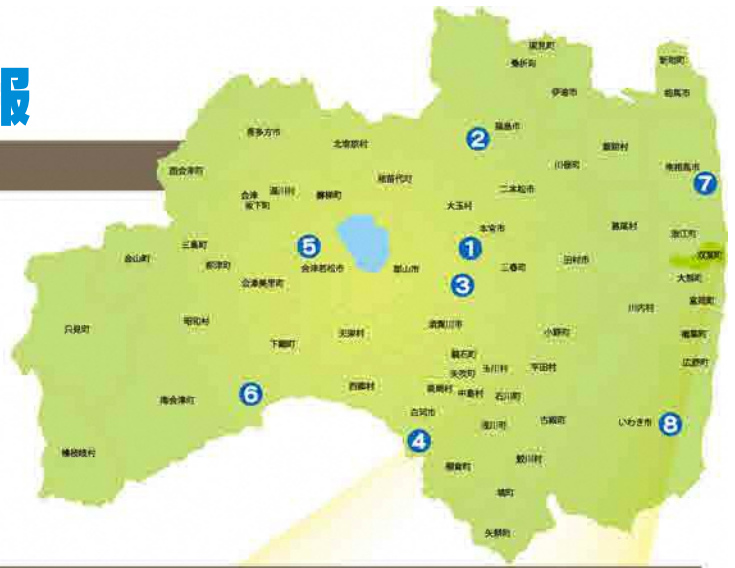 報
国見町
桑折町
新地町
伊達市
相馬市
②
福島市
喜多方市
北塩原村
飯舘村
西会津町
川俣町
南相馬市
猪苗代町
⑦
会津
坂下町
湯川村
磐梯町
二本松市
大玉村
本宮市
葛尾村
浪江町
三島町
⑤
①
双葉町
金山町
柳津町
会津若松市
郡山市
三春町
田村市
大熊町
会津美里町
③
富岡町
川内村
昭和村
只見町
天栄村
須賀川市
小野町
楢葉町
下郷町
鏡石町
広野町
矢吹町
玉川村
平田村
西郷村
泉崎村
中島村
石川町
南会津町
⑥
白河市
古殿町
いわき市
⑧
浅川町
④
檜枝岐村
棚倉町
鮫川村
塙町
矢祭町